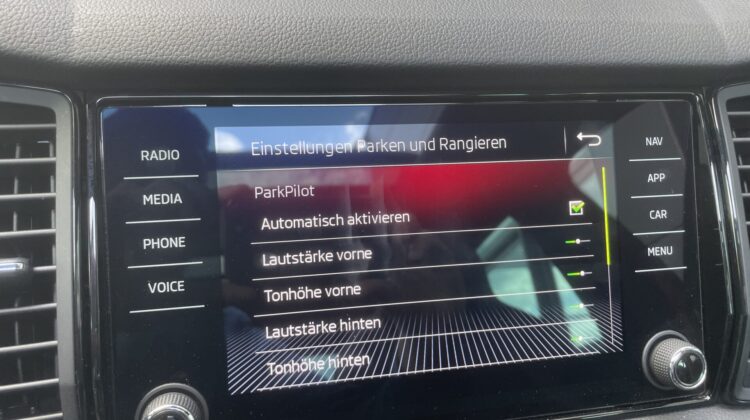 RADIO
MEDIA
PHONE
VOICE
Einstellungen Parken und Rangieren
ParkPilot
Automatisch aktivieren
Lautstärke vorne
Tonhöhe vorne
Lautstärke hinten
Tonhöhe hinten
NAV
APP
CAR
MENU